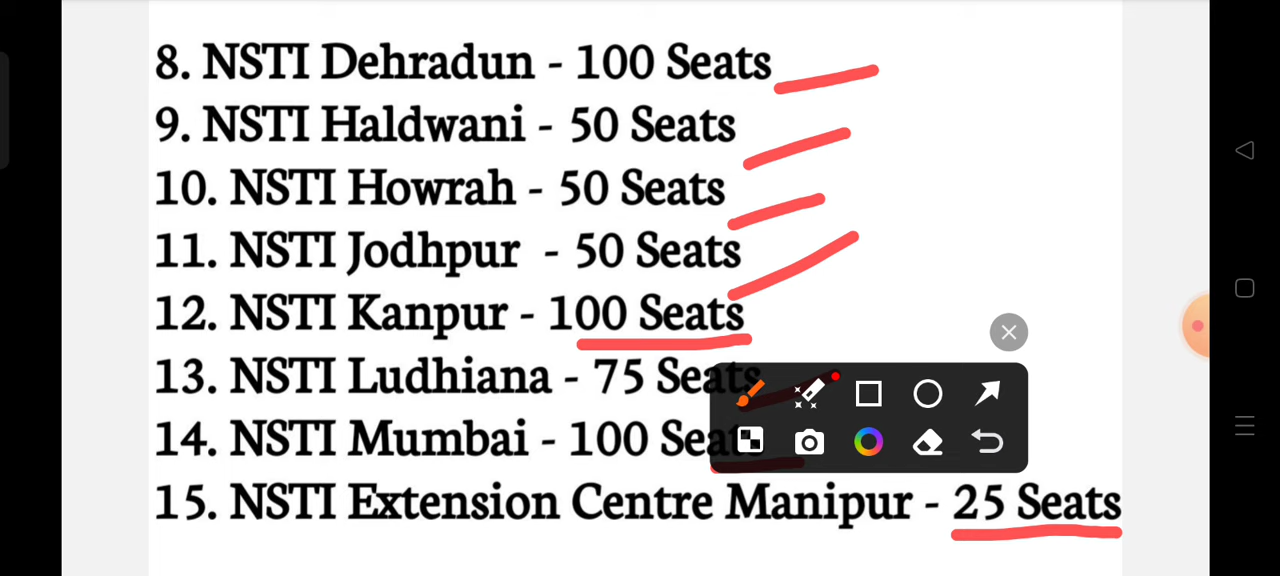 8. NSTI Dehradun - 100 Seats
9. NSTI Haldwani - 50 Seats
10. NSTI Howrah - 50 Seats
11. NSTI Jodhpur - 50 Seats
12. NSTI Kanpur - 100 Seats
13. NSTI Ludhiana - 75 Seats
14. NSTI Mumbai - 100 Seats
15. NSTI Extension Centre Manipur - 25 Seats